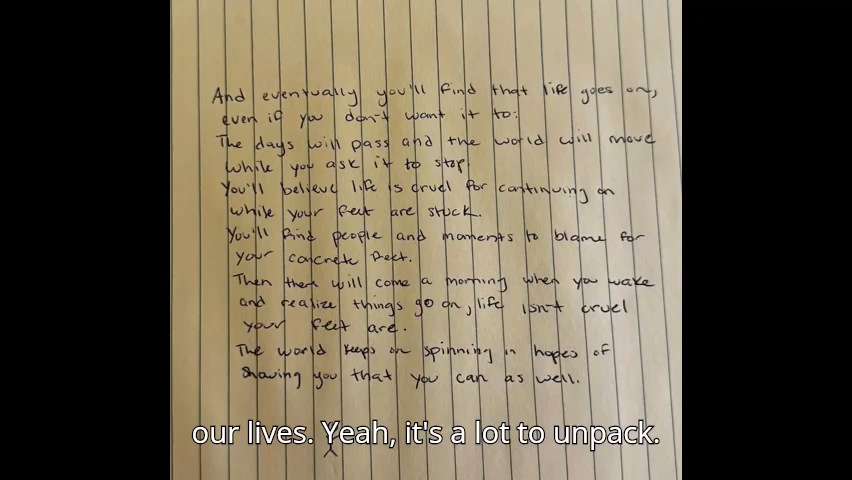 And eventually you'll find that life goes on,
even if you don't want it to.
The days will pass and the world will move
while you ask it to stop.
You'll believe life is cruel for continuing on
while your feet are stuck.
You'll find people and moments to blame for
your concrete feet.
Then there will come a morning when you wake
and realize things go on, life isn't cruel
your feet are.
The world keeps on spinning in hopes of
showing you that you can as well.
our lives. Yeah, it's a lot to unpack.